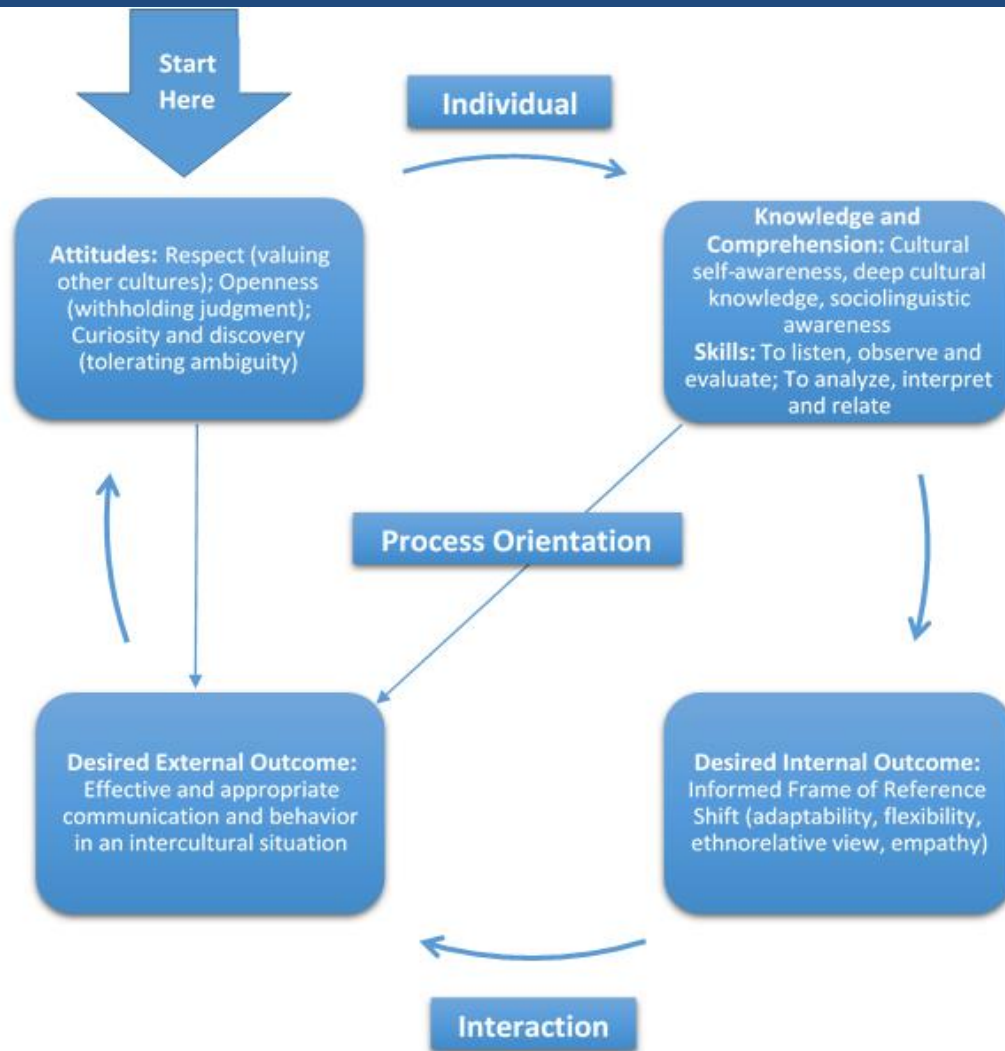 Start
Here
Individual
Attitudes: Respect (valuing
other cultures); Openness
(withholding judgment);
Curiosity and discovery
(tolerating ambiguity)
Knowledge and
Comprehension: Cultural
self-awareness, deep cultural
knowledge, sociolinguistic
awareness
Skills: To listen, observe and
evaluate; To analyze, interpret
and relate
Process Orientation
Desired External Outcome:
Effective and appropriate
communication and behavior
in an intercultural situation
Desired Internal Outcome:
Informed Frame of Reference
Shift (adaptability, flexibility,
ethnorelative view, empathy)
Interaction